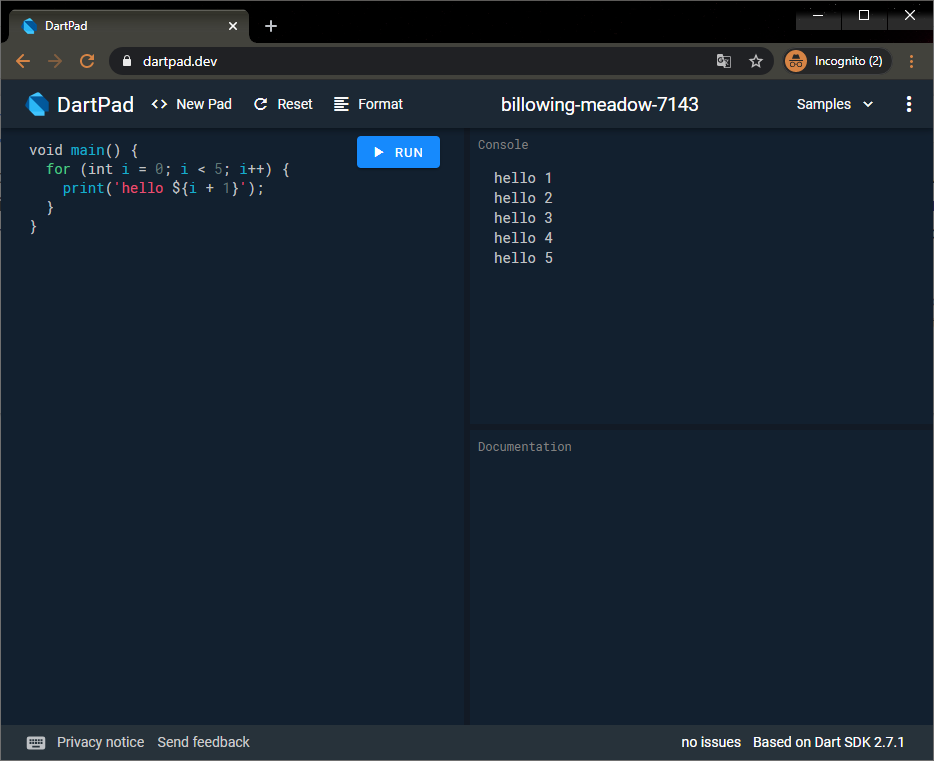 DartPad
dartpad.dev
Incognito (2)
DartPad
New Pad
Reset
Format
billowing-meadow-7143
Samples
void main() {
  for (int i = 0; i < 5; i++) {
    print('hello ${i + 1}');
  }
}
RUN
Console
hello 1
hello 2
hello 3
hello 4
hello 5
Documentation
Privacy notice
Send feedback
no issues
Based on Dart SDK 2.7.1